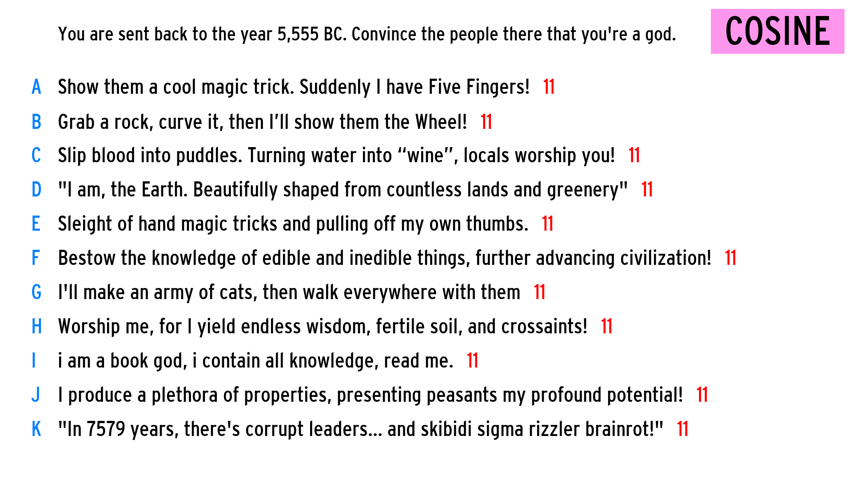 You are sent back to the year 5,555 BC. Convince the people there that you're a god.
COSINE
A Show them a cool magic trick. Suddenly I have Five Fingers! 11
B Grab a rock, curve it, then I’ll show them the Wheel! 11
C Slip blood into puddles. Turning water into “wine”, locals worship you! 11
D "I am, the Earth. Beautifully shaped from countless lands and greenery" 11
E Sleight of hand magic tricks and pulling off my own thumbs. 11
F Bestow the knowledge of edible and inedible things, further advancing civilization! 11
G I'll make an army of cats, then walk everywhere with them 11
H Worship me, for I yield endless wisdom, fertile soil, and crossaints! 11
I i am a book god, i contain all knowledge, read me. 11
J I produce a plethora of properties, presenting peasants my profound potential! 11
K "In 7579 years, there's corrupt leaders... and skibidi sigma rizzler brainrot!" 11